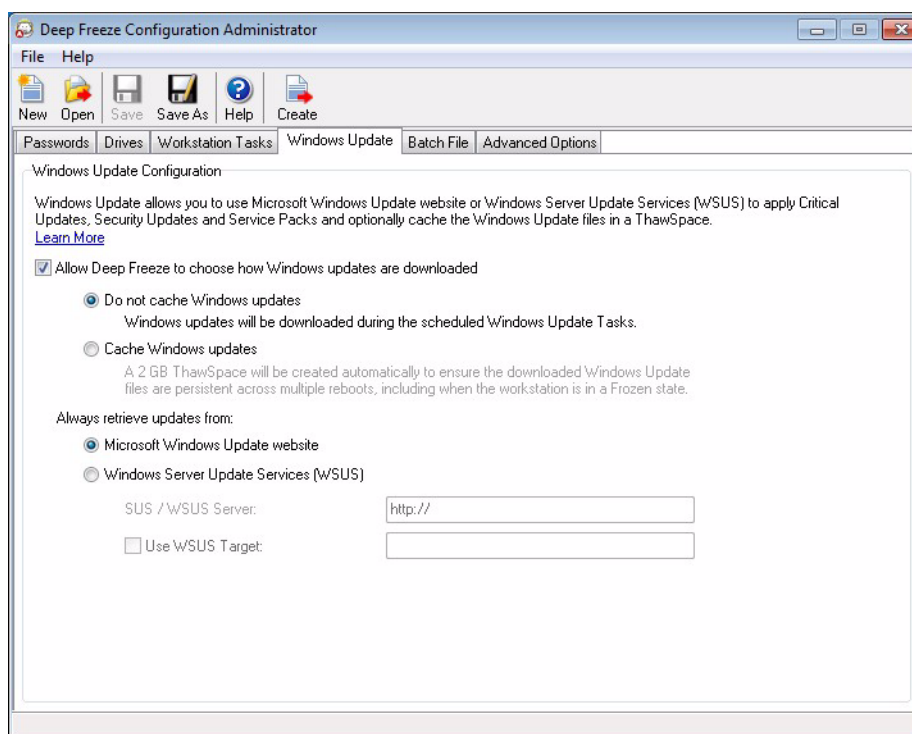 Deep Freeze Configuration Administrator
File Help
New Open Save Save As Help Create
Passwords Drives Workstation Tasks Windows Update Batch File Advanced Options
Windows Update Configuration
Windows Update allows you to use Microsoft Windows Update website or Windows Server Update Services (WSUS) to apply Critical
Updates, Security Updates and Service Packs and optionally cache the Windows Update files in a ThawSpace.
Learn More
Allow Deep Freeze to choose how Windows updates are downloaded
Do not cache Windows updates
Windows updates will be downloaded during the scheduled Windows Update Tasks.
Cache Windows updates
A 2 GB ThawSpace will be created automatically to ensure the downloaded Windows Update
files are persistent across multiple reboots, including when the workstation is in a Frozen state.
Always retrieve updates from:
Microsoft Windows Update website
Windows Server Update Services (WSUS)
SUS / WSUS Server: http://
Use WSUS Target: